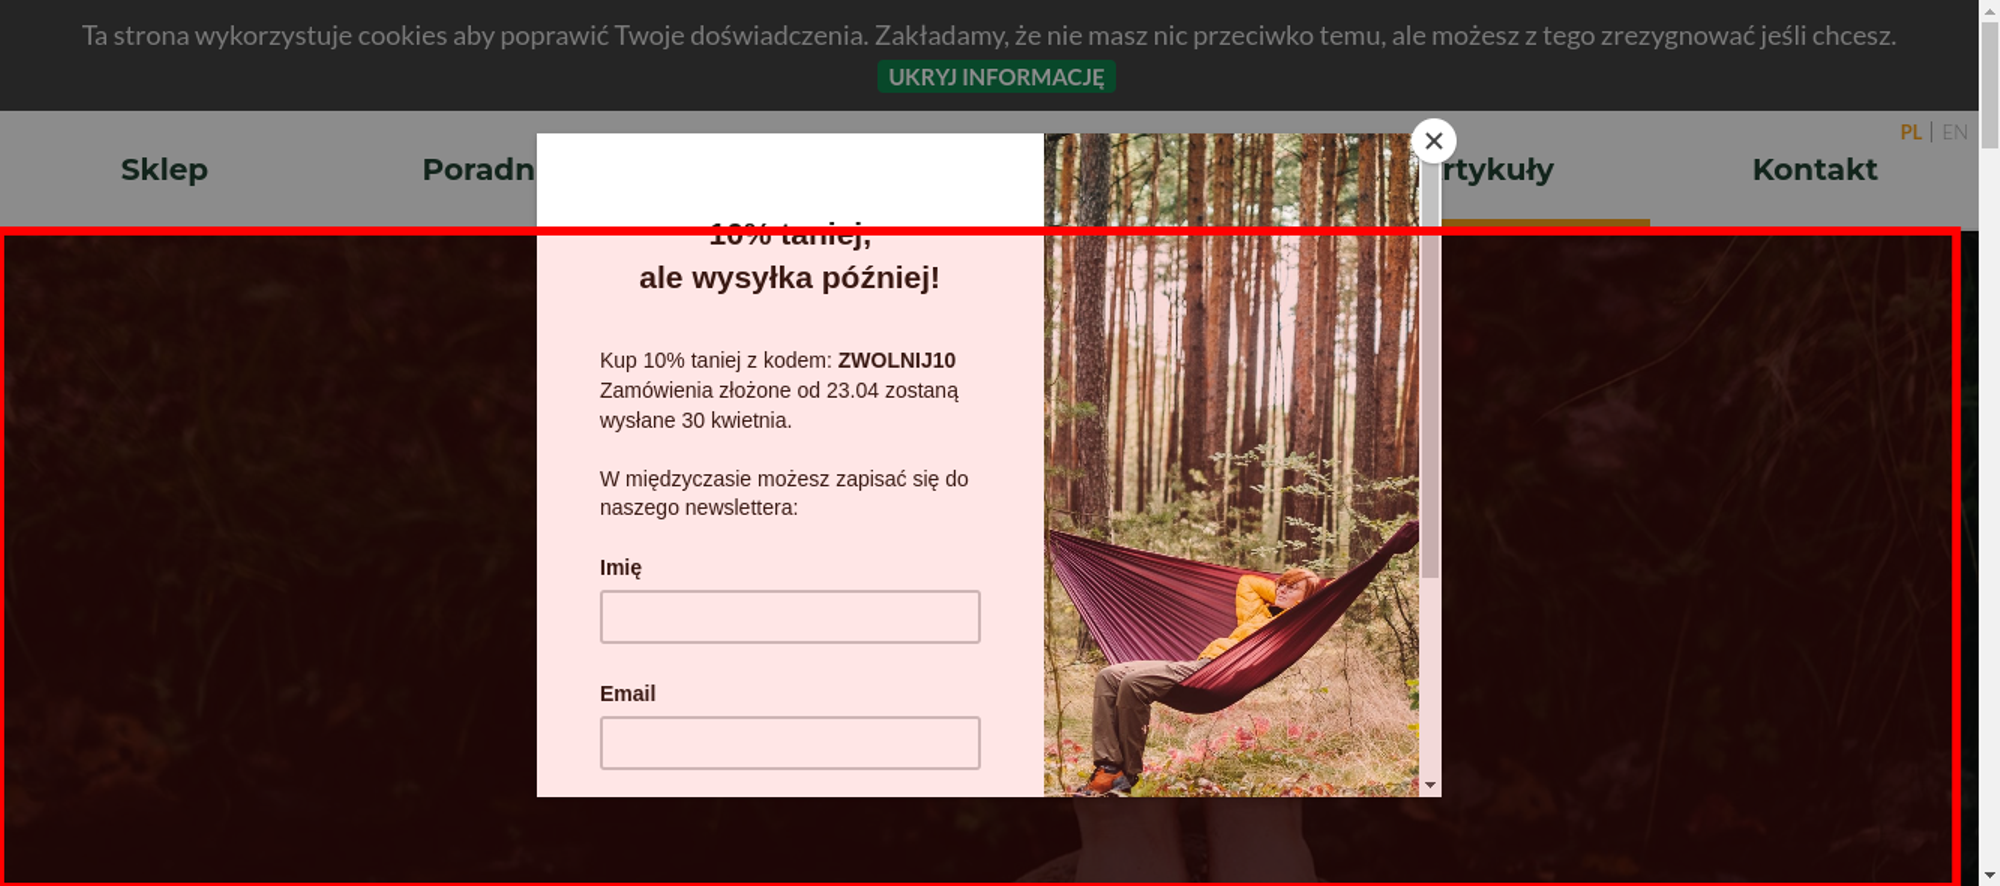 Ta strona wykorzystuje cookies aby poprawić Twoje doświadczenia. Zakładamy, że nie masz nic przeciwko temu, ale możesz z tego zrezygnować jeśli chcesz.
UKRYJ INFORMACJĘ
PL | EN
Sklep
Poradn
rtykuły
Kontakt
10% taniej,
ale wysyłka później!
Kup 10% taniej z kodem: ZWOLNIJ10
Zamówienia złożone od 23.04 zostaną
wysłane 30 kwietnia.
W międzyczasie możesz zapisać się do
naszego newslettera:
Imię
Email